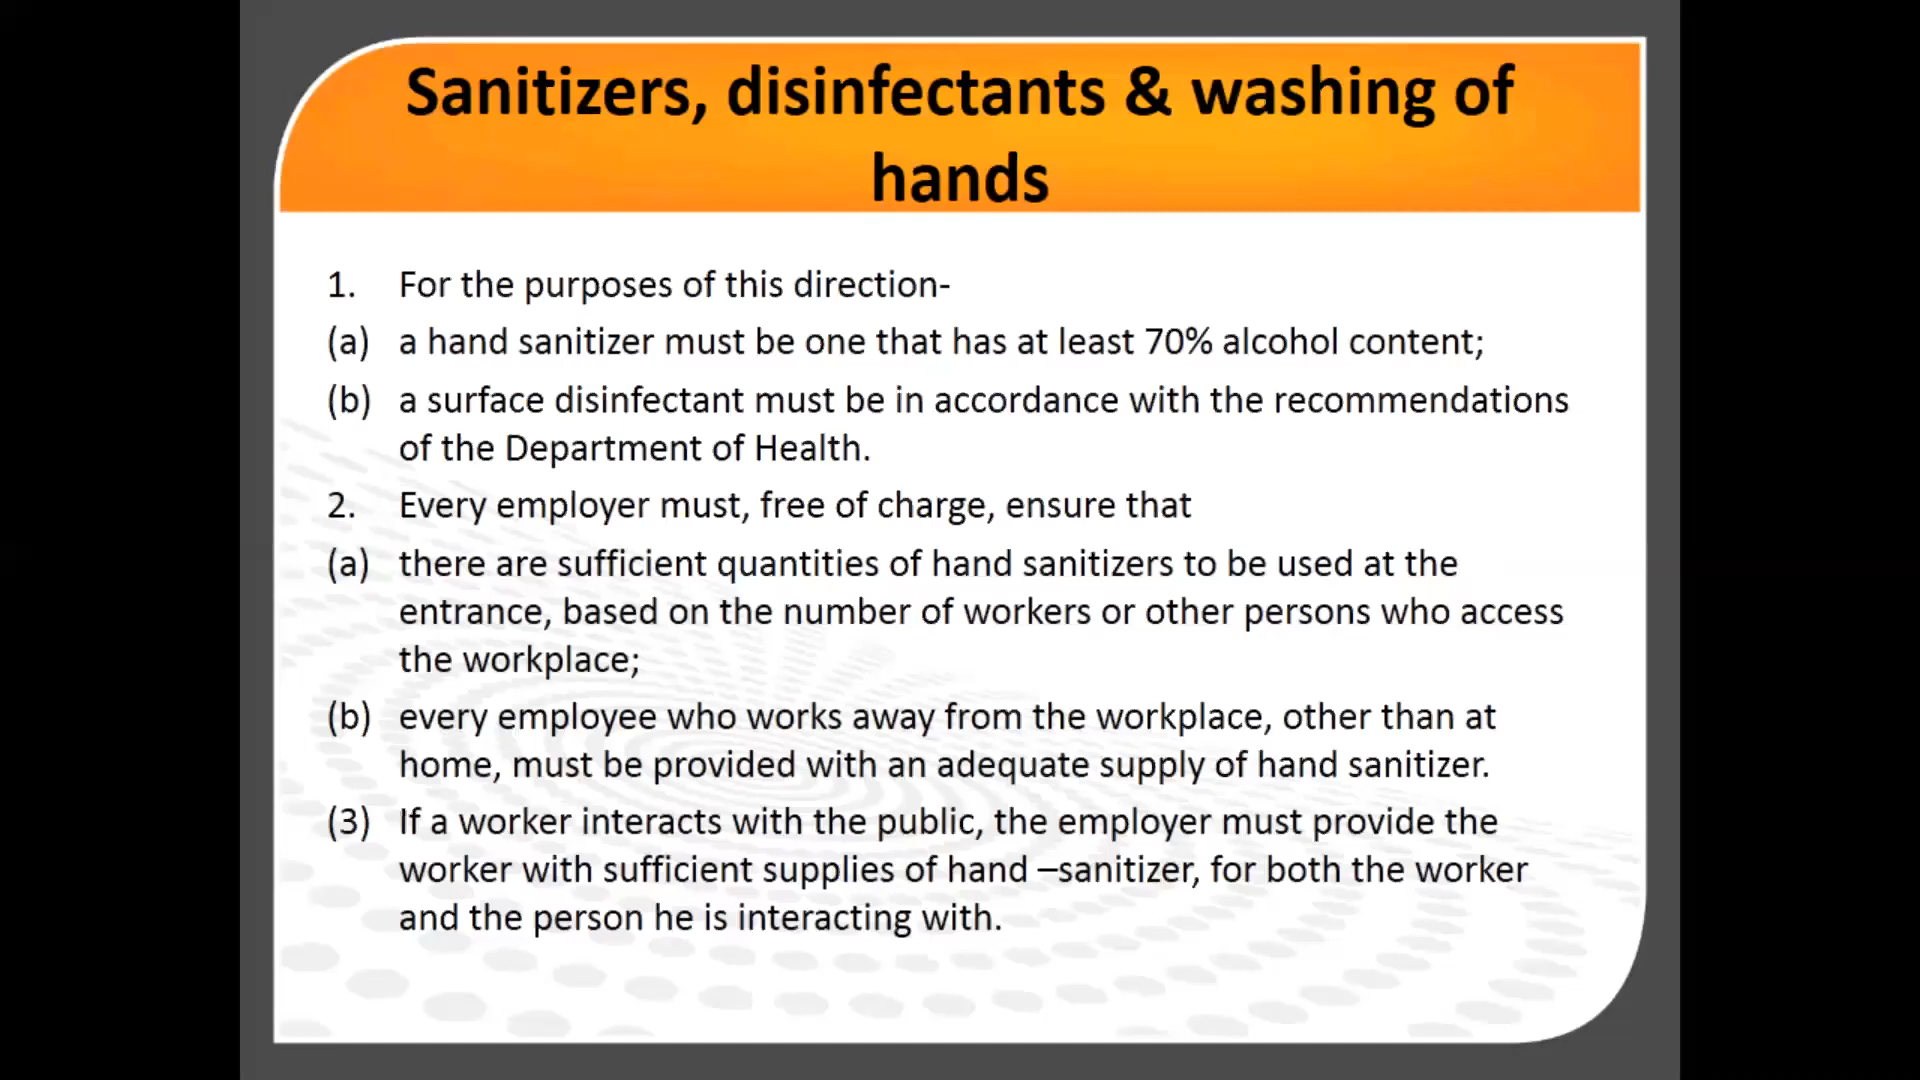 Sanitizers, disinfectants & washing of
hands
1. For the purposes of this direction-
(a) a hand sanitizer must be one that has at least 70% alcohol content;
(b) a surface disinfectant must be in accordance with the recommendations
of the Department of Health.
2. Every employer must, free of charge, ensure that
(a) there are sufficient quantities of hand sanitizers to be used at the
entrance, based on the number of workers or other persons who access
the workplace;
(b) every employee who works away from the workplace, other than at
home, must be provided with an adequate supply of hand sanitizer.
(3) If a worker interacts with the public, the employer must provide the
worker with sufficient supplies of hand –sanitizer, for both the worker
and the person he is interacting with.